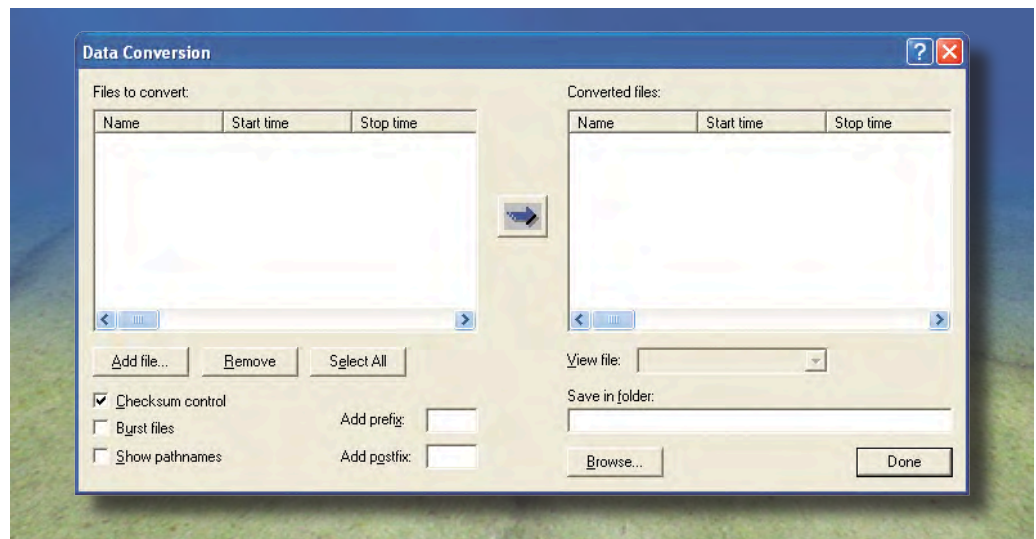 Data Conversion
Files to convert:
Name Start time Stop time
Add file... Remove Select All
Checksum control
Burst files
Show pathnames
Add prefix:
Add postfix:
Converted files:
Name Start time Stop time
View file:
Save in folder:
Browse... Done